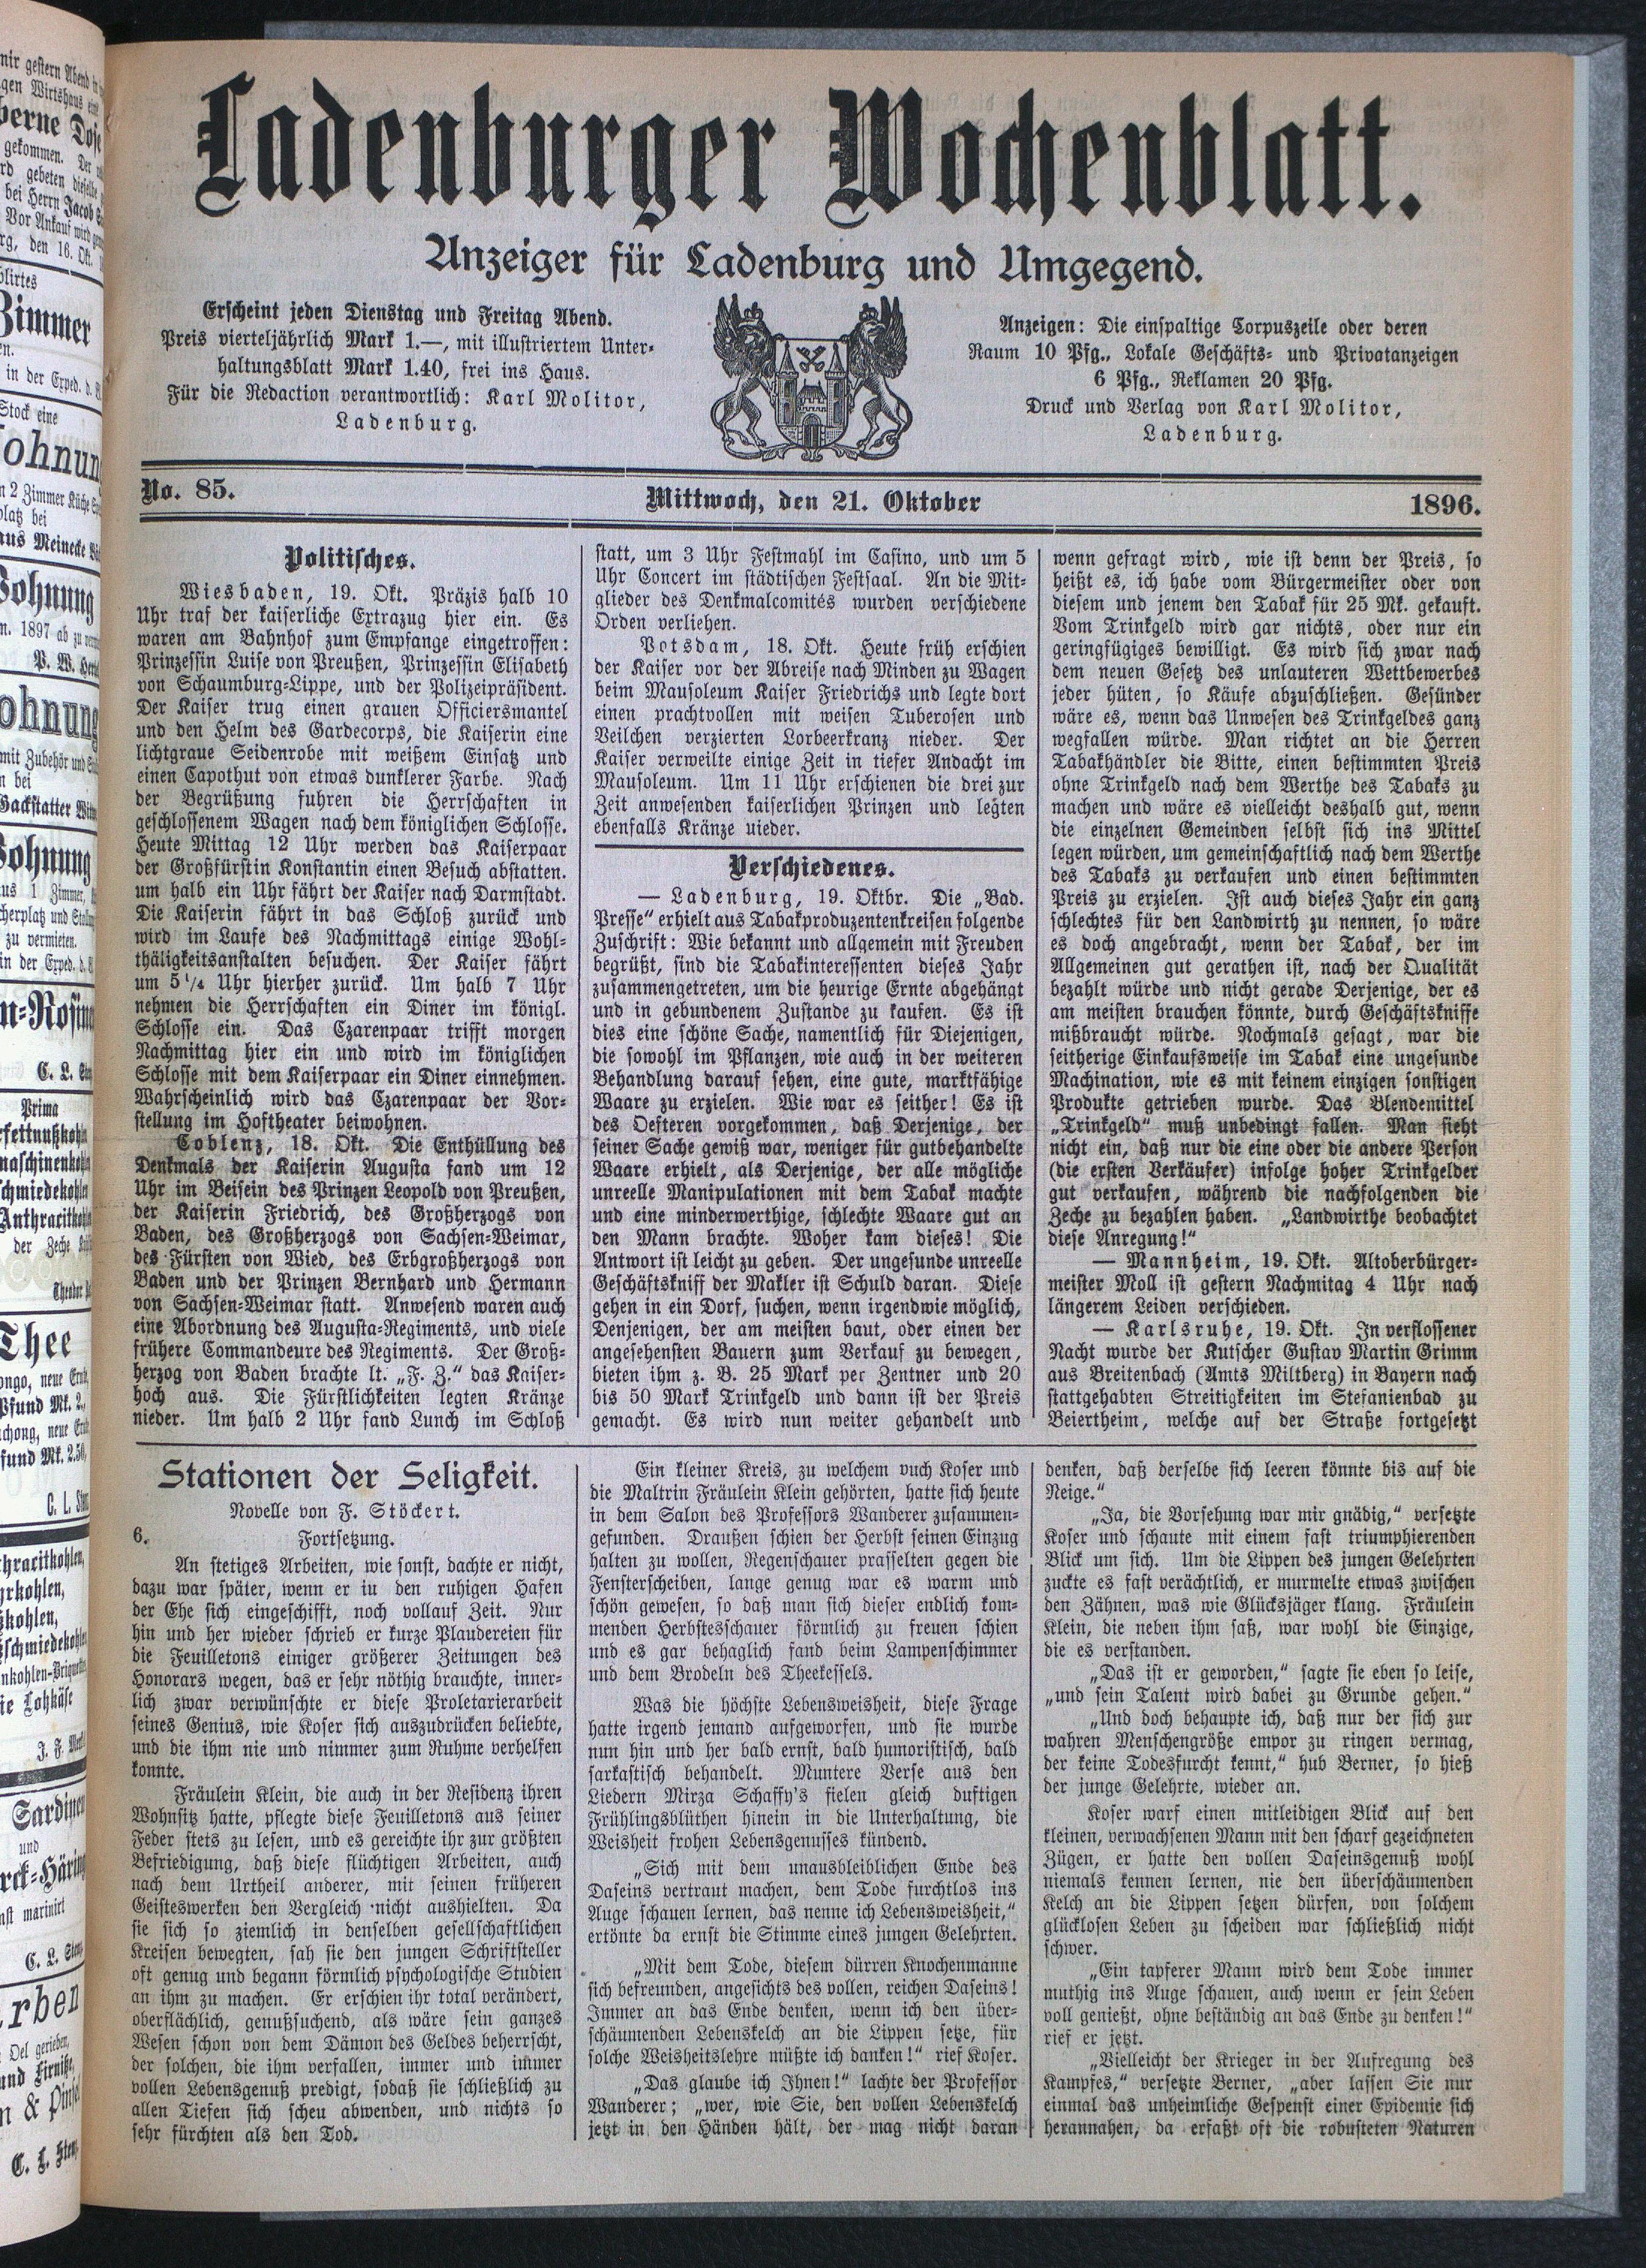 Ladenburger Wochenblatt.
Anzeiger für Ladenburg und Umgegend.
Erscheint jeden Dienstag und Freitag Abend.
Preis vierteljährlich Mark 1.—, mit illustriertem Unter-
haltungsblatt Mark 1.40, frei ins Haus.
Für die Redaction verantwortlich: Karl Molitor,
Ladenburg.
Anzeigen: Die einspaltige Corpuszeile oder deren
Raum 10 Pfg., Lokale Geschäfts- und Privatanzeigen
6 Pfg., Reklamen 20 Pfg.
Druck und Verlag von Karl Molitor,
Ladenburg.
No. 85.
Mittwoch, den 21. Oktober
1896.
Politisches.
Wiesbaden, 19. Okt. Präzis halb 10
Uhr traf der kaiserliche Extrazug hier ein. Es
waren am Bahnhof zum Empfange eingetroffen:
Prinzessin Luise von Preußen, Prinzessin Elisabeth
von Schaumburg-Lippe, und der Polizeipräsident.
Der Kaiser trug einen grauen Officiersmantel
und den Helm des Gardecorps, die Kaiserin eine
lichtgraue Seidenrobe mit weißem Einsatz und
einen Capothut von etwas dunklerer Farbe. Nach
der Begrüßung fuhren die Herrschaften in
geschlossenem Wagen nach dem königlichen Schlosse.
Heute Mittag 12 Uhr werden das Kaiserpaar
der Großfürstin Konstantin einen Besuch abstatten.
um halb ein Uhr fährt der Kaiser nach Darmstadt.
Die Kaiserin fährt in das Schloß zurück und
wird im Laufe des Nachmittags einige Wohl-
thäligkeitsanstalten besuchen. Der Kaiser fährt
um 5¼ Uhr hierher zurück. Um halb 7 Uhr
nehmen die Herrschaften ein Diner im königl.
Schlosse ein. Das Czarenpaar trifft morgen
Nachmittag hier ein und wird im königlichen
Schlosse mit dem Kaiserpaar ein Diner einnehmen.
Wahrscheinlich wird das Czarenpaar der Vor-
stellung im Hoftheater beiwohnen.
Coblenz, 18. Okt. Die Enthüllung des
Denkmals der Kaiserin Augusta fand um 12
Uhr im Beisein des Prinzen Leopold von Preußen,
der Kaiserin Friedrich, des Großherzogs von
Baden, des Großherzogs von Sachsen-Weimar,
des Fürsten von Wied, des Erbgroßherzogs von
Baden und der Prinzen Bernhard und Hermann
von Sachsen-Weimar statt. Anwesend waren auch
eine Abordnung des Augusta-Regiments, und viele
frühere Commandeure des Regiments. Der Groß-
herzog von Baden brachte lt. „F. Z.“ das Kaiser-
hoch aus. Die Fürstlichkeiten legten Kränze
nieder. Um halb 2 Uhr fand Lunch im Schloß
statt, um 3 Uhr Festmahl im Casino, und um 5
Uhr Concert im städtischen Festsaal. An die Mit-
glieder des Denkmalcomités wurden verschiedene
Orden verliehen.
Potsdam, 18. Okt. Heute früh erschien
der Kaiser vor der Abreise nach Minden zu Wagen
beim Mausoleum Kaiser Friedrichs und legte dort
einen prachtvollen mit weisen Tuberosen und
Veilchen verzierten Lorbeerkranz nieder. Der
Kaiser verweilte einige Zeit in tiefer Andacht im
Mausoleum. Um 11 Uhr erschienen die drei zur
Zeit anwesenden kaiserlichen Prinzen und legten
ebenfalls Kränze uieder.
Verschiedenes.
— Ladenburg, 19. Oktbr. Die „Bad.
Presse“ erhielt aus Tabakproduzentenkreisen folgende
Zuschrift: Wie bekannt und allgemein mit Freuden
begrüßt, sind die Tabakinteressenten dieses Jahr
zusammengetreten, um die heurige Ernte abgehängt
und in gebundenem Zustande zu kaufen. Es ist
dies eine schöne Sache, namentlich für Diejenigen,
die sowohl im Pflanzen, wie auch in der weiteren
Behandlung darauf sehen, eine gute, marktfähige
Waare zu erzielen. Wie war es seither! Es ist
des Oefteren vorgekommen, daß Derjenige, der
seiner Sache gewiß war, weniger für gutbehandelte
Waare erhielt, als Derjenige, der alle mögliche
unreelle Manipulationen mit dem Tabak machte
und eine minderwerthige, schlechte Waare gut an
den Mann brachte. Woher kam dieses! Die
Antwort ist leicht zu geben. Der ungesunde unreelle
Geschäftskniff der Makler ist Schuld daran. Diese
gehen in ein Dorf, suchen, wenn irgendwie möglich,
Denjenigen, der am meisten baut, oder einen der
angesehensten Bauern zum Verkauf zu bewegen,
bieten ihm z. B. 25 Mark per Zentner und 20
bis 50 Mark Trinkgeld und dann ist der Preis
gemacht. Es wird nun weiter gehandelt und
wenn gefragt wird, wie ist denn der Preis, so
heißt es, ich habe vom Bürgermeister oder von
diesem und jenem den Tabak für 25 Mk. gekauft.
Vom Trinkgeld wird gar nichts, oder nur ein
geringfügiges bewilligt. Es wird sich zwar nach
dem neuen Gesetz des unlauteren Wettbewerbes
jeder hüten, so Käufe abzuschließen. Gesünder
wäre es, wenn das Unwesen des Trinkgeldes ganz
wegfallen würde. Man richtet an die Herren
Tabakhändler die Bitte, einen bestimmten Preis
ohne Trinkgeld nach dem Werthe des Tabaks zu
machen und wäre es vielleicht deshalb gut, wenn
die einzelnen Gemeinden selbst sich ins Mittel
legen würden, um gemeinschaftlich nach dem Werthe
des Tabaks zu verkaufen und einen bestimmten
Preis zu erzielen. Ist auch dieses Jahr ein ganz
schlechtes für den Landwirth zu nennen, so wäre
es doch angebracht, wenn der Tabak, der im
Allgemeinen gut gerathen ist, nach der Qualität
bezahlt würde und nicht gerade Derjenige, der es
am meisten brauchen könnte, durch Geschäftskniffe
mißbraucht würde. Nochmals gesagt, war die
seitherige Einkaufsweise im Tabak eine ungesunde
Machination, wie es mit keinem einzigen sonstigen
Produkte getrieben wurde. Das Blendemittel
„Trinkgeld“ muß unbedingt fallen. Man sieht
nicht ein, daß nur die eine oder die andere Person
(die ersten Verkäufer) infolge hoher Trinkgelder
gut verkaufen, während die nachfolgenden die
Zeche zu bezahlen haben. „Landwirthe beobachtet
diese Anregung!“
— Mannheim, 19. Okt. Altoberbürger-
meister Moll ist gestern Nachmitag 4 Uhr nach
längerem Leiden verschieden.
— Karlsruhe, 19. Okt. In verflossener
Nacht wurde der Kutscher Gustav Martin Grimm
aus Breitenbach (Amts Miltberg) in Bayern nach
stattgehabten Streitigkeiten im Stefanienbad zu
Beiertheim, welche auf der Straße fortgesetzt
Stationen der Seligkeit.
Novelle von F. Stöckert.
6. Fortsetzung.
An stetiges Arbeiten, wie sonst, dachte er nicht,
dazu war später, wenn er iu den ruhigen Hafen
der Ehe sich eingeschifft, noch vollauf Zeit. Nur
hin und her wieder schrieb er kurze Plaudereien für
die Feuilletons einiger größerer Zeitungen des
Honorars wegen, das er sehr nöthig brauchte, inner-
lich zwar verwünschte er diese Proletarierarbeit
seines Genius, wie Koser sich auszudrücken beliebte,
und die ihm nie und nimmer zum Ruhme verhelfen
konnte.
Fräulein Klein, die auch in der Residenz ihren
Wohnsitz hatte, pflegte diese Feuilletons aus seiner
Feder stets zu lesen, und es gereichte ihr zur größten
Befriedigung, daß diese flüchtigen Arbeiten, auch
nach dem Urtheil anderer, mit seinen früheren
Geisteswerken den Vergleich nicht aushielten. Da
sie sich so ziemlich in denselben gesellschaftlichen
Kreisen bewegten, sah sie den jungen Schriftsteller
oft genug und begann förmlich psychologische Studien
an ihm zu machen. Er erschien ihr total verändert,
oberflächlich, genußsuchend, als wäre sein ganzes
Wesen schon von dem Dämon des Geldes beherrscht,
der solchen, die ihm verfallen, immer und immer
vollen Lebensgenuß predigt, sodaß sie schließlich zu
allen Tiefen sich scheu abwenden, und nichts so
sehr fürchten als den Tod.
Ein kleiner Kreis, zu welchem vuch Koser und
die Maltrin Fräulein Klein gehörten, hatte sich heute
in dem Salon des Professors Wanderer zusammen-
gefunden. Draußen schien der Herbst seinen Einzug
halten zu wollen, Regenschauer prasselten gegen die
Fensterscheiben, lange genug war es warm und
schön gewesen, so daß man sich dieser endlich kom-
menden Herbstesschauer förmlich zu freuen schien
und es gar behaglich fand beim Lampenschimmer
und dem Brodeln des Theekessels.
Was die höchste Lebensweisheit, diese Frage
hatte irgend jemand aufgeworfen, und sie wurde
nun hin und her bald ernst, bald humoristisch, bald
sarkastisch behandelt. Muntere Verse aus den
Liedern Mirza Schaffy's fielen gleich duftigen
Frühlingsblüthen hinein in die Unterhaltung, die
Weisheit frohen Lebensgenusses kündend.
„Sich mit dem unausbleiblichen Ende des
Daseins vertraut machen, dem Tode furchtlos ins
Auge schauen lernen, das nenne ich Lebensweisheit,“
ertönte da ernst die Stimme eines jungen Gelehrten.
„Mit dem Tode, diesem dürren Knochenmanne
sich befreunden, angesichts des vollen, reichen Daseins!
Immer an das Ende denken, wenn ich den über-
schäumenden Lebenskelch an die Lippen setze, für
solche Weisheitslehre müßte ich danken!“ rief Koser.
„Das glaube ich Ihnen!“ lachte der Professor
Wanderer; „wer, wie Sie, den vollen Lebenskelch
jetzt in den Händen hält, der mag nicht daran
denken, daß derselbe sich leeren könnte bis auf die
Neige.“
„Ja, die Vorsehung war mir gnädig,“ versetzte
Koser und schaute mit einem fast triumphierenden
Blick um sich. Um die Lippen des jungen Gelehrten
zuckte es fast verächtlich, er murmelte etwas zwischen
den Zähnen, was wie Glücksjäger klang. Fräulein
Klein, die neben ihm saß, war wohl die Einzige,
die es verstanden.
„Das ist er geworden,“ sagte sie eben so leise,
„und sein Talent wird dabei zu Grunde gehen.“
„Und doch behaupte ich, daß nur der sich zur
wahren Menschengröße empor zu ringen vermag,
der keine Todesfurcht kennt,“ hub Berner, so hieß
der junge Gelehrte, wieder an.
Koser warf einen mitleidigen Blick auf den
kleinen, verwachsenen Mann mit den scharf gezeichneten
Zügen, er hatte den vollen Daseinsgenuß wohl
niemals kennen lernen, nie den überschäumenden
Kelch an die Lippen setzen dürfen, von solchem
glücklosen Leben zu scheiden war schließlich nicht
schwer.
„Ein tapferer Mann wird dem Tode immer
muthig ins Auge schauen, auch wenn er sein Leben
voll genießt, ohne beständig an das Ende zu denken!“
rief er jetzt.
„Vielleicht der Krieger in der Aufregung des
Kampfes,“ versetzte Berner, „aber lassen Sie nur
einmal das unheimliche Gespenst einer Epidemie sich
herannahen, da erfaßt oft die robusteten Naturen